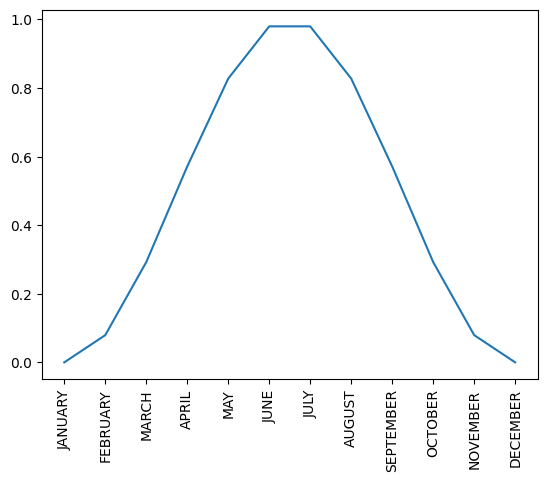 1.0
0.8
0.6
0.4
0.2
0.0
JANUARY
FEBRUARY
MARCH
APRIL
MAY
JUNE
JULY
AUGUST
SEPTEMBER
OCTOBER
NOVEMBER
DECEMBER